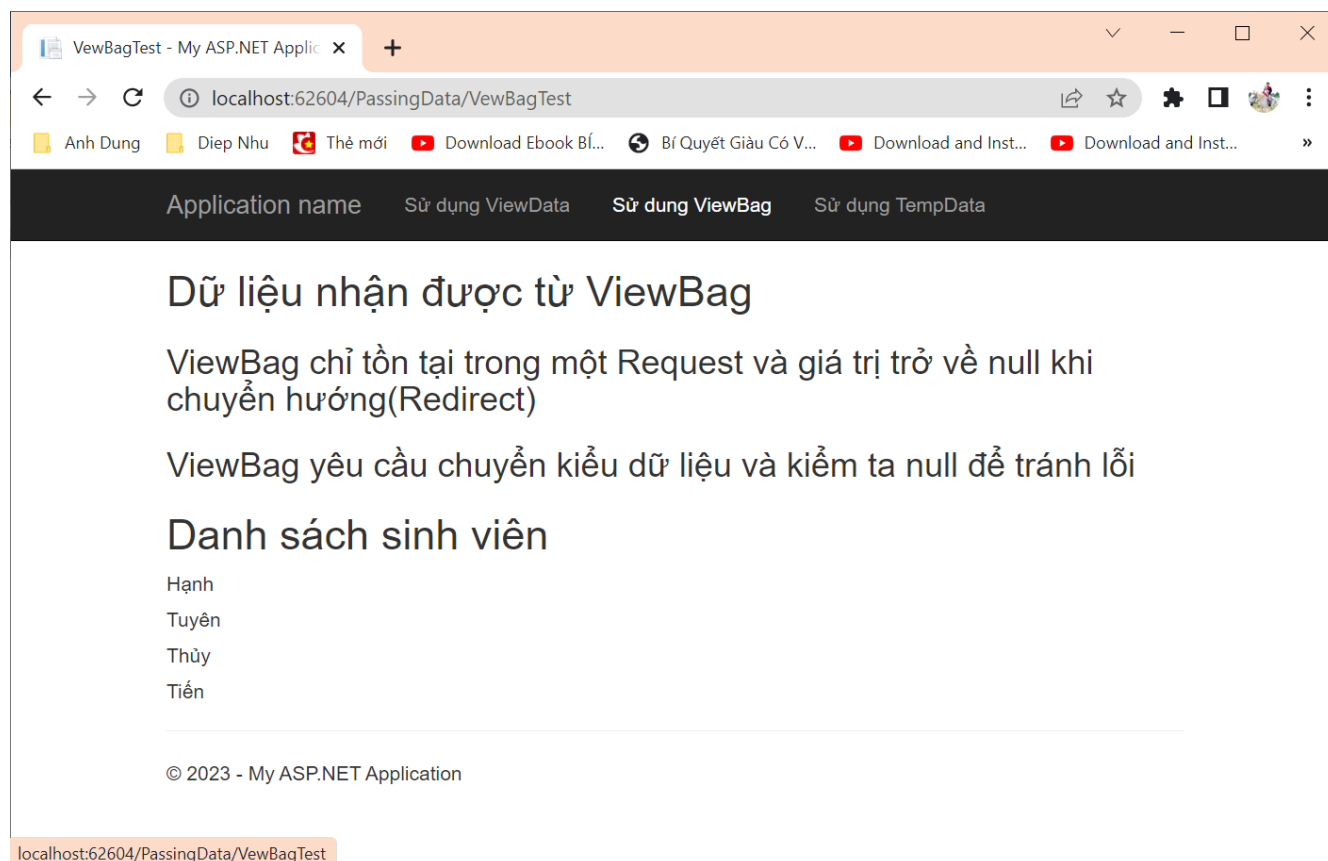 VewBagTest - My ASP.NET Applic
localhost:62604/PassingData/VewBagTest
Anh Dung Diep Nhu Thẻ mới Download Ebook BÍ... Bí Quyết Giàu Có V... Download and Inst... Download and Inst... »
Application name Sử dụng ViewData Sử dung ViewBag Sử dụng TempData
Dữ liệu nhận được từ ViewBag
ViewBag chỉ tồn tại trong một Request và giá trị trở về null khi
chuyển hướng(Redirect)
ViewBag yêu cầu chuyển kiểu dữ liệu và kiểm ta null để tránh lỗi
Danh sách sinh viên
Hạnh
Tuyên
Thủy
Tiến
© 2023 - My ASP.NET Application
localhost:62604/PassingData/VewBagTest